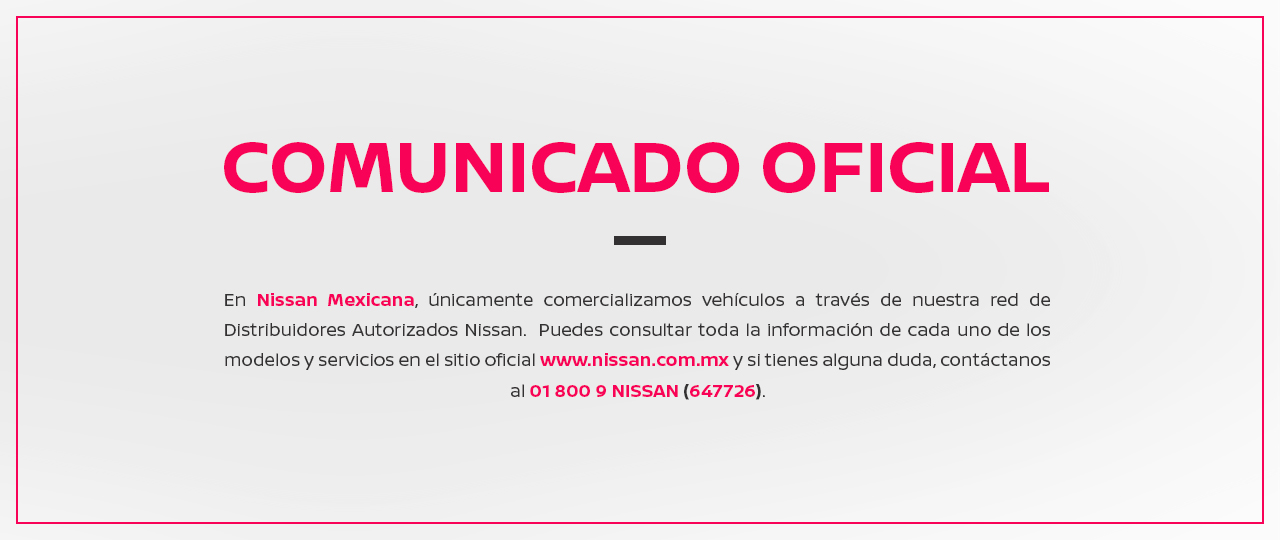 COMUNICADO OFICIAL
En Nissan Mexicana, únicamente comercializamos vehículos a través de nuestra red de
Distribuidores Autorizados Nissan. Puedes consultar toda la información de cada uno de los
modelos y servicios en el sitio oficial www.nissan.com.mx y si tienes alguna duda, contáctanos
al 01 800 9 NISSAN (647726).